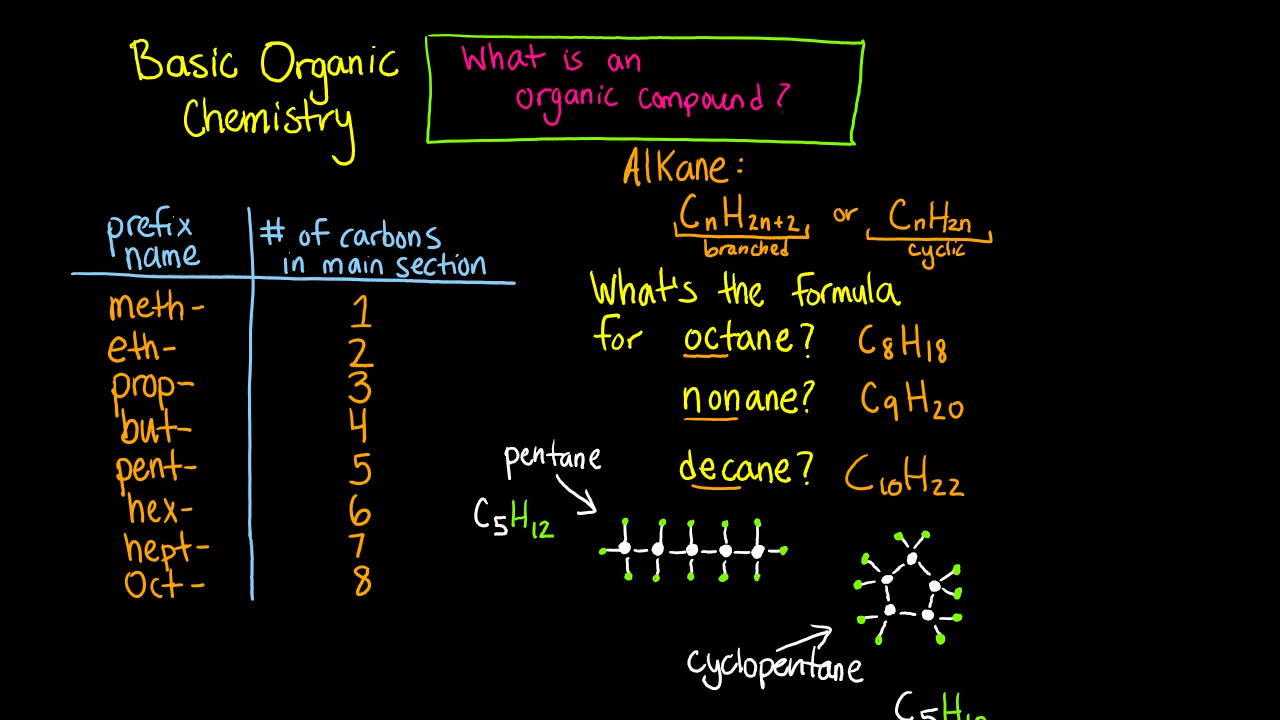 Basic Organic
Chemistry
What is an
organic compound?
Alkane:
CnH2n+2 or CnH2n
branched cyclic
prefix
name
# of carbons
in main section
meth- 1
eth- 2
prop- 3
but- 4
pent- 5
hex- 6
hept- 7
Oct- 8
What's the formula
for octane? C8H18
nonane? C9H20
decane? C10H22
pentane
C5H12
cyclopentane
C5H